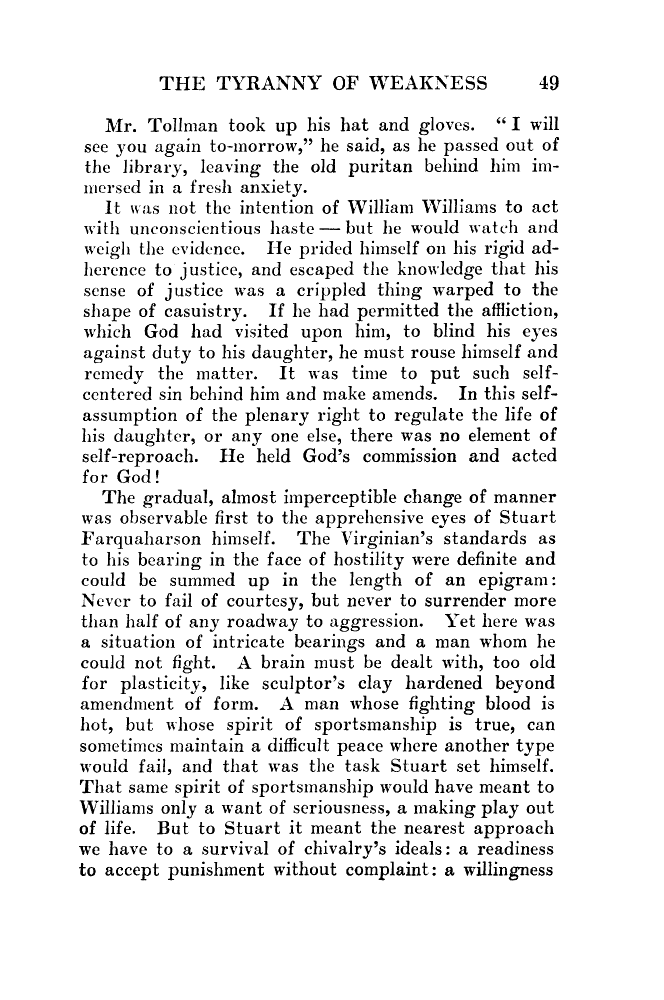 THE TYRANNY OF WEAKNESS 49
Mr. Tollman took up his hat and gloves. “I will
see you again to-morrow,” he said, as he passed out of
the library, leaving the old puritan behind him im-
mersed in a fresh anxiety.
It was not the intention of William Williams to act
with unconscientious haste — but he would watch and
weigh the evidence. He prided himself on his rigid ad-
herence to justice, and escaped the knowledge that his
sense of justice was a crippled thing warped to the
shape of casuistry. If he had permitted the affliction,
which God had visited upon him, to blind his eyes
against duty to his daughter, he must rouse himself and
remedy the matter. It was time to put such self-
centered sin behind him and make amends. In this self-
assumption of the plenary right to regulate the life of
his daughter, or any one else, there was no element of
self-reproach. He held God’s commission and acted
for God!
The gradual, almost imperceptible change of manner
was observable first to the apprehensive eyes of Stuart
Farquaharson himself. The Virginian’s standards as
to his bearing in the face of hostility were definite and
could be summed up in the length of an epigram:
Never to fail of courtesy, but never to surrender more
than half of any roadway to aggression. Yet here was
a situation of intricate bearings and a man whom he
could not fight. A brain must be dealt with, too old
for plasticity, like sculptor’s clay hardened beyond
amendment of form. A man whose fighting blood is
hot, but whose spirit of sportsmanship is true, can
sometimes maintain a difficult peace where another type
would fail, and that was the task Stuart set himself.
That same spirit of sportsmanship would have meant to
Williams only a want of seriousness, a making play out
of life. But to Stuart it meant the nearest approach
we have to a survival of chivalry’s ideals: a readiness
to accept punishment without complaint: a willingness